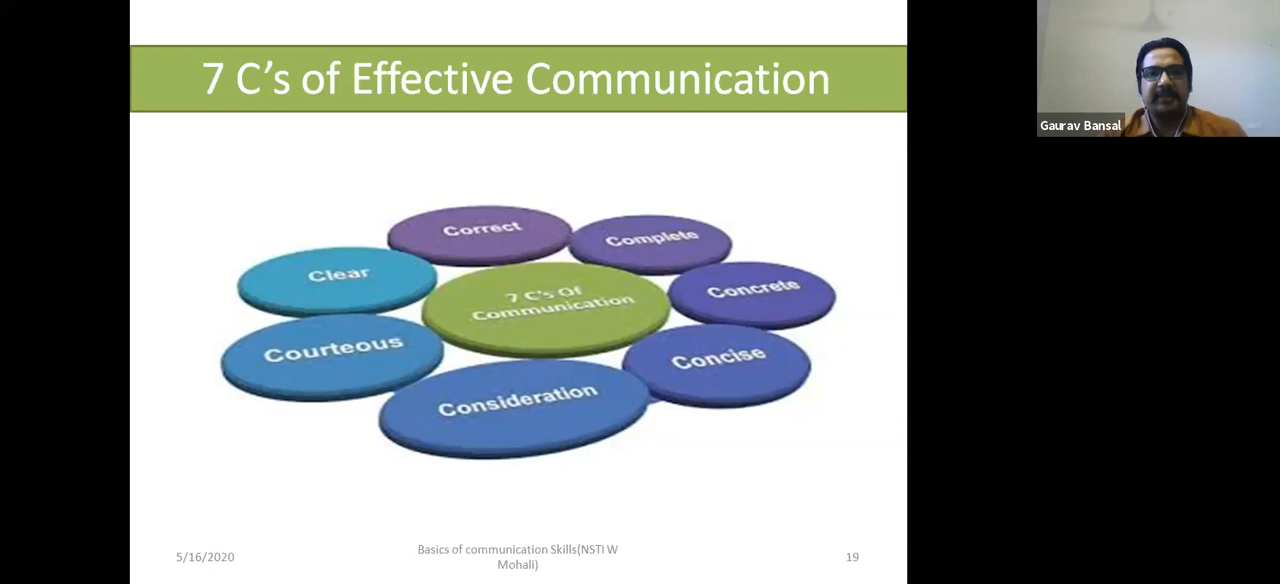 7 C's of Effective Communication
Correct
Complete
Clear
7 C's Of
Communication
Concrete
Courteous
Concise
Consideration
5/16/2020
Basics of communication Skills(NSTI W
Mohali)
19
Gaurav Bansal